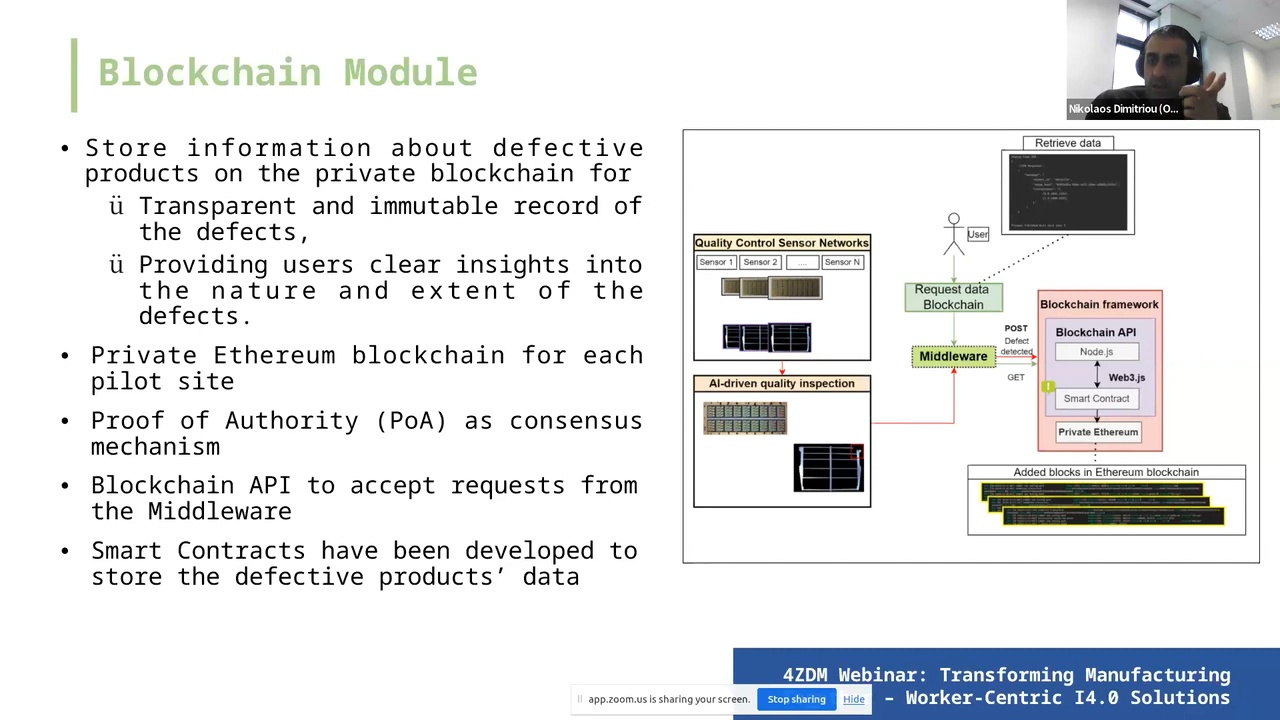 Blockchain Module
Nikolaos Dimitriou (O...
• Store information about defective
products on the private blockchain for
ü Transparent and immutable record of
the defects,
ü Providing users clear insights into
the nature and extent of the
defects.
• Private Ethereum blockchain for each
pilot site
• Proof of Authority (PoA) as consensus
mechanism
• Blockchain API to accept requests from
the Middleware
• Smart Contracts have been developed to
store the defective products’ data
Retrieve data
User
Quality Control Sensor Networks
Sensor 1 Sensor 2 .... Sensor N
Request data
Blockchain
Blockchain framework
POST
Defect
detected
Middleware
GET
Blockchain API
Node.js
Web3.js
Smart Contract
Private Ethereum
AI-driven quality inspection
Added blocks in Ethereum blockchain
4ZDM Webinar: Transforming Manufacturing
– Worker-Centric I4.0 Solutions
app.zoom.us is sharing your screen. Stop sharing Hide